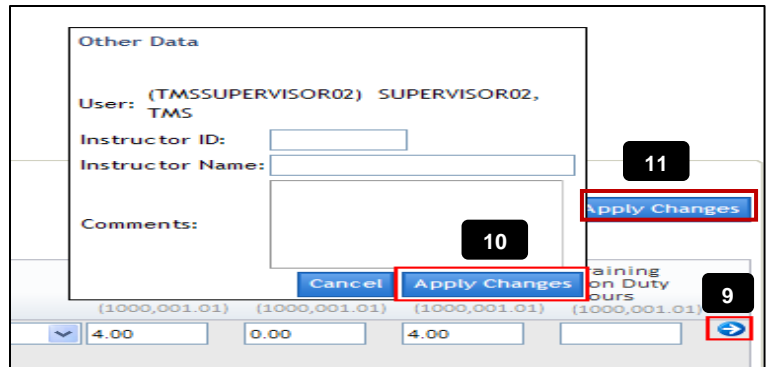 Other Data
User: (TMSSUPERVISOR02) SUPERVISOR02,
TMS
Instructor ID:
Instructor Name:
11
Apply Changes
Comments:
10
Cancel Apply Changes
aining
on Duty
ours
9
(1000,001.01) (1000,001.01) (1000,001.01) (1000,001.01)
4.00 0.00 4.00